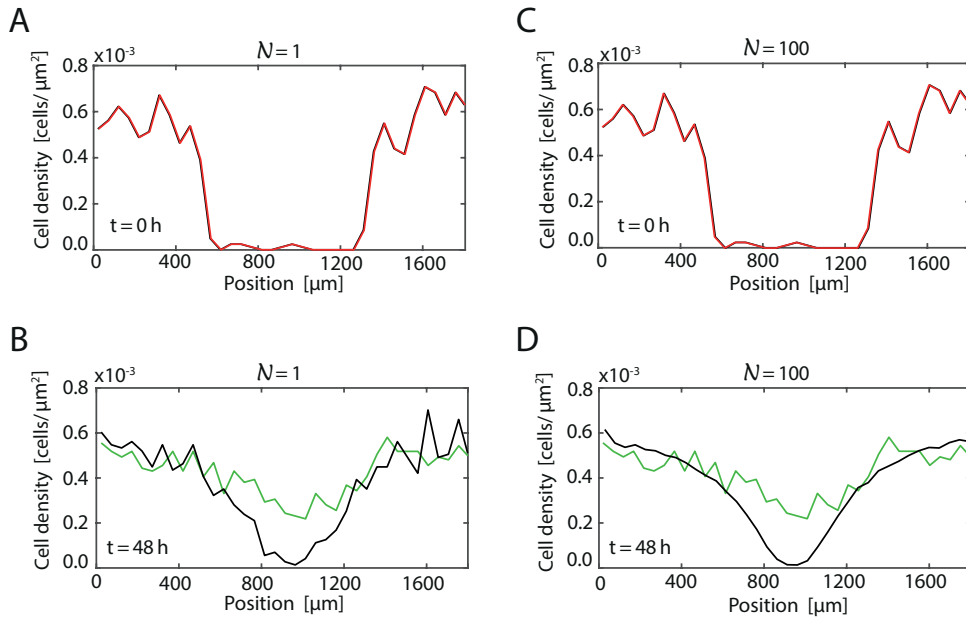 A
x10-3
N = 1
Cell density [cells/ μm2]
0.8
0.6
0.4
0.2
0.0
t = 0 h
0 400 800 1200 1600
Position [μm]
C
x10-3
N = 100
Cell density [cells/ μm2]
0.8
0.6
0.4
0.2
0.0
t = 0 h
0 400 800 1200 1600
Position [μm]
B
x10-3
N = 1
Cell density [cells/ μm2]
0.8
0.6
0.4
0.2
0.0
t = 48 h
0 400 800 1200 1600
Position [μm]
D
x10-3
N = 100
Cell density [cells/ μm2]
0.8
0.6
0.4
0.2
0.0
t = 48 h
0 400 800 1200 1600
Position [μm]